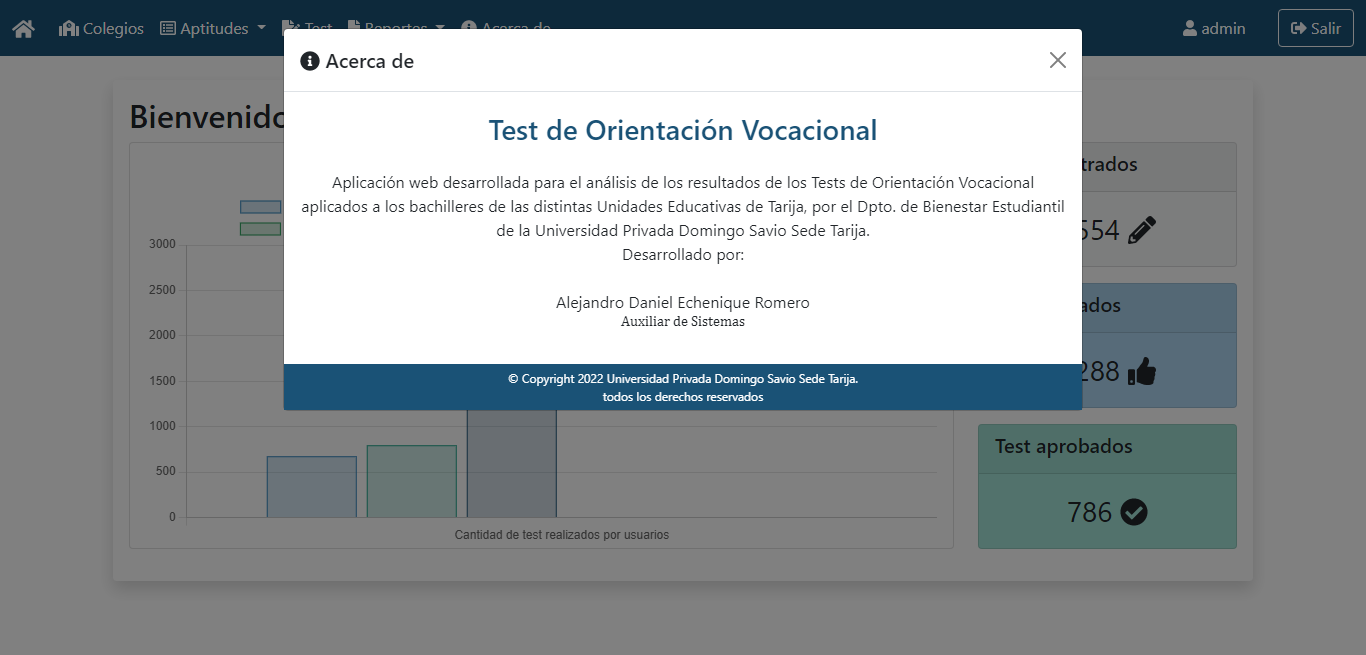 Colegios Aptitudes Test Reportes Acerca de admin Salir
Acerca de
Bienvenido
Test de Orientación Vocacional
Aplicación web desarrollada para el análisis de los resultados de los Tests de Orientación Vocacional
aplicados a los bachilleres de las distintas Unidades Educativas de Tarija, por el Dpto. de Bienestar Estudiantil
de la Universidad Privada Domingo Savio Sede Tarija.
Desarrollado por:
Alejandro Daniel Echenique Romero
Auxiliar de Sistemas
© Copyright 2022 Universidad Privada Domingo Savio Sede Tarija.
todos los derechos reservados
3000
2500
2000
1500
1000
500
0
Cantidad de test realizados por usuarios
trados
554
ados
288
Test aprobados
786